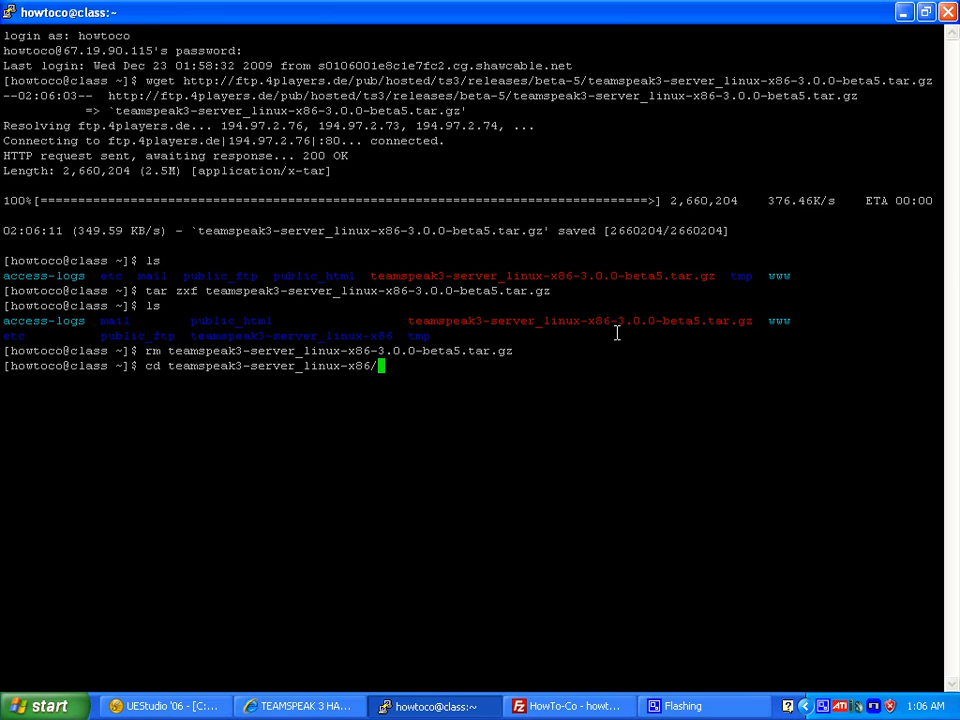 howtoco@class:~
login as: howtoco
howtoco@67.19.90.115's password:
Last login: Wed Dec 23 01:58:32 2009 from s0106001e8c1e7fc2.cg.shawcable.net
[howtoco@class ~]$ wget http://ftp.4players.de/pub/hosted/ts3/releases/beta-5/teamspeak3-server_linux-x86-3.0.0-beta5.tar.gz
--02:06:03--  http://ftp.4players.de/pub/hosted/ts3/releases/beta-5/teamspeak3-server_linux-x86-3.0.0-beta5.tar.gz
           => `teamspeak3-server_linux-x86-3.0.0-beta5.tar.gz'
Resolving ftp.4players.de... 194.97.2.76, 194.97.2.73, 194.97.2.74, ...
Connecting to ftp.4players.de|194.97.2.76|:80... connected.
HTTP request sent, awaiting response... 200 OK
Length: 2,660,204 (2.5M) [application/x-tar]
100%[==================================================================================>] 2,660,204    376.46K/s    ETA 00:00
02:06:11 (349.59 KB/s) - `teamspeak3-server_linux-x86-3.0.0-beta5.tar.gz' saved [2660204/2660204]
[howtoco@class ~]$ ls
access-logs  etc  mail  public_ftp  public_html  teamspeak3-server_linux-x86-3.0.0-beta5.tar.gz  tmp  www
[howtoco@class ~]$ tar zxf teamspeak3-server_linux-x86-3.0.0-beta5.tar.gz
[howtoco@class ~]$ ls
access-logs  mail        public_html                  teamspeak3-server_linux-x86-3.0.0-beta5.tar.gz  www
etc          public_ftp  teamspeak3-server_linux-x86  tmp
[howtoco@class ~]$ rm teamspeak3-server_linux-x86-3.0.0-beta5.tar.gz
[howtoco@class ~]$ cd teamspeak3-server_linux-x86/
start UEStudio '06 - [C:... TEAMSPEAK 3 HA... howtoco@class:~ HowTo-Co - howt... Flashing ATI 1:06 AM